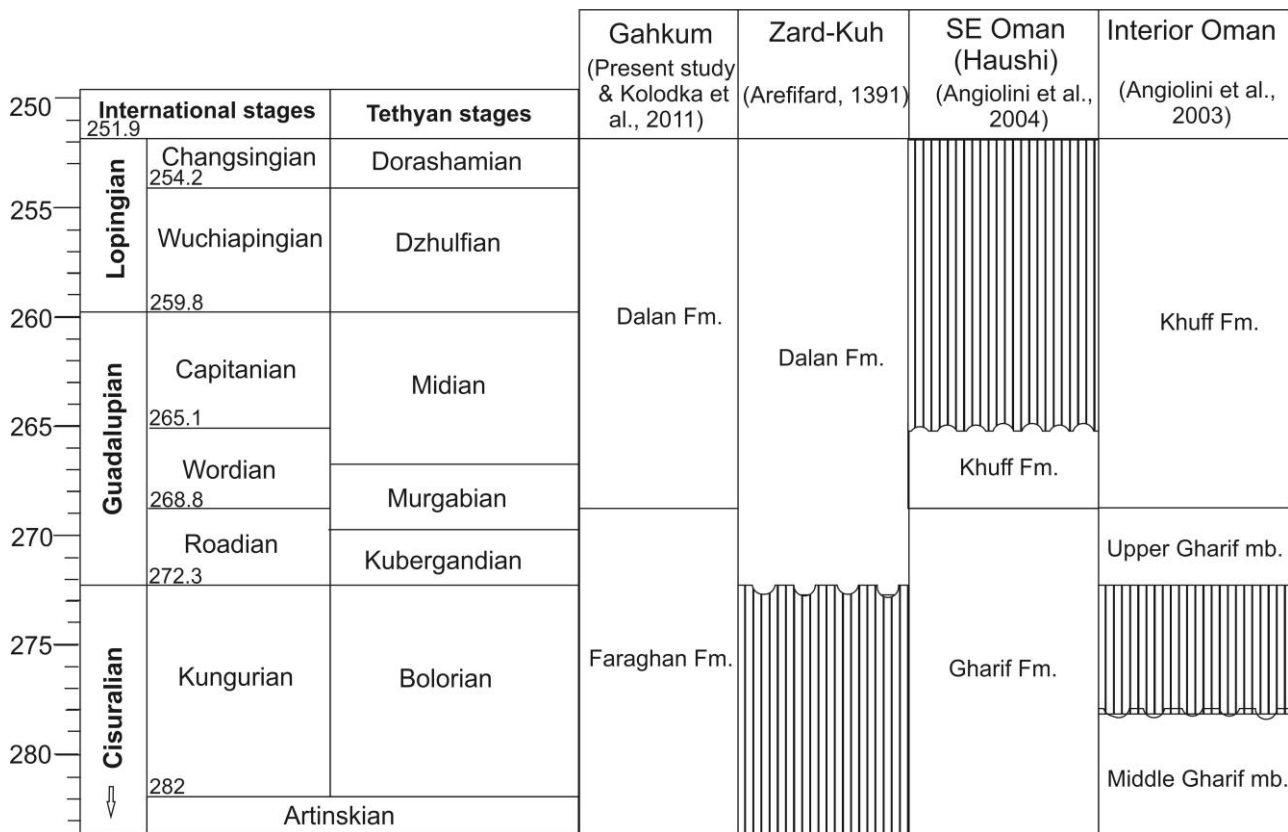 Gahkum
(Present study
& Kolodka et
al., 2011)
Zard-Kuh
(Arefifard, 1391)
SE Oman
(Haushi)
(Angiolini et al.,
2004)
Interior Oman
(Angiolini et al.,
2003)
International stages
Tethyan stages
250
251.9
255
260
265
270
275
280
Lopingian
Guadalupian
Cisuralian
Changsingian
254.2
Wuchiapingian
259.8
Capitanian
265.1
Wordian
268.8
Roadian
272.3
Kungurian
282
Artinskian
Dorashamian
Dzhulfian
Midian
Murgabian
Kubergandian
Bolorian
Dalan Fm.
Faraghan Fm.
Dalan Fm.
Khuff Fm.
Gharif Fm.
Khuff Fm.
Upper Gharif mb.
Middle Gharif mb.